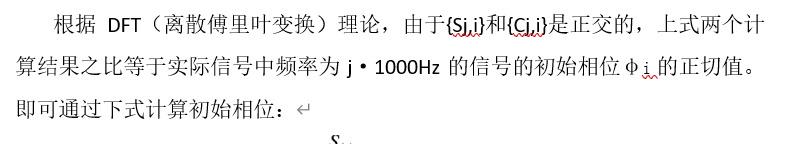 根据 DFT（离散傅里叶变换）理论，由于{Sj,i}和{Cj,i}是正交的，上式两个计
算结果之比等于实际信号中频率为 j·1000Hz 的信号的初始相位φj的正切值。
即可通过下式计算初始相位：